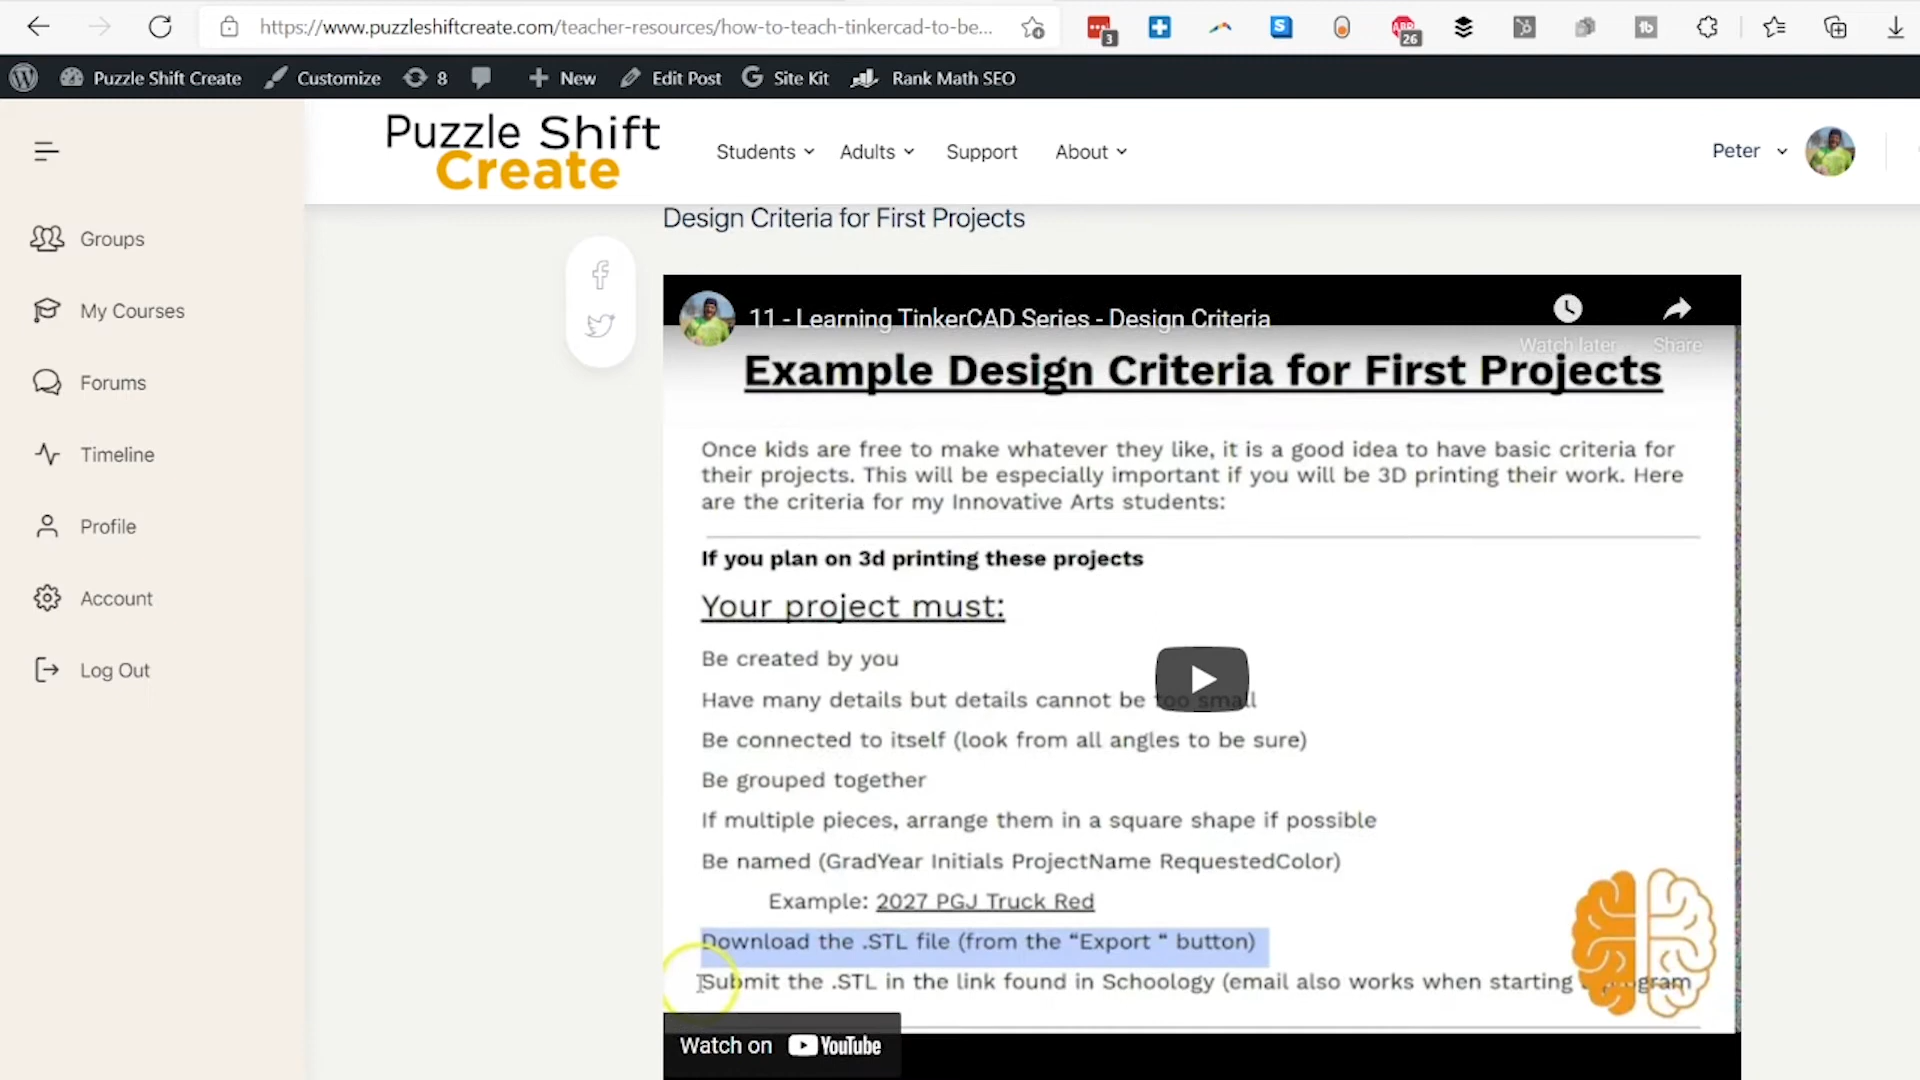 https://www.puzzleshiftcreate.com/teacher-resources/how-to-teach-tinkercad-to-be...
3
S
ABP
26
tb
Puzzle Shift Create
Customize
8
New
Edit Post
Site Kit
Rank Math SEO
Puzzle Shift
Create
Students
Adults
Support
About
Peter
Groups
My Courses
Forums
Timeline
Profile
Account
Log Out
Design Criteria for First Projects
11 - Learning TinkerCAD Series - Design Criteria
Watch later
Share
Example Design Criteria for First Projects
Once kids are free to make whatever they like, it is a good idea to have basic criteria for
their projects. This will be especially important if you will be 3D printing their work. Here
are the criteria for my Innovative Arts students:
If you plan on 3d printing these projects
Your project must:
Be created by you
Have many details but details cannot be too small
Be connected to itself (look from all angles to be sure)
Be grouped together
If multiple pieces, arrange them in a square shape if possible
Be named (GradYear Initials ProjectName RequestedColor)
Example: 2027 PGJ Truck Red
Download the .STL file (from the “Export “ button)
Submit the .STL in the link found in Schoology (email also works when starting
Watch on YouTube